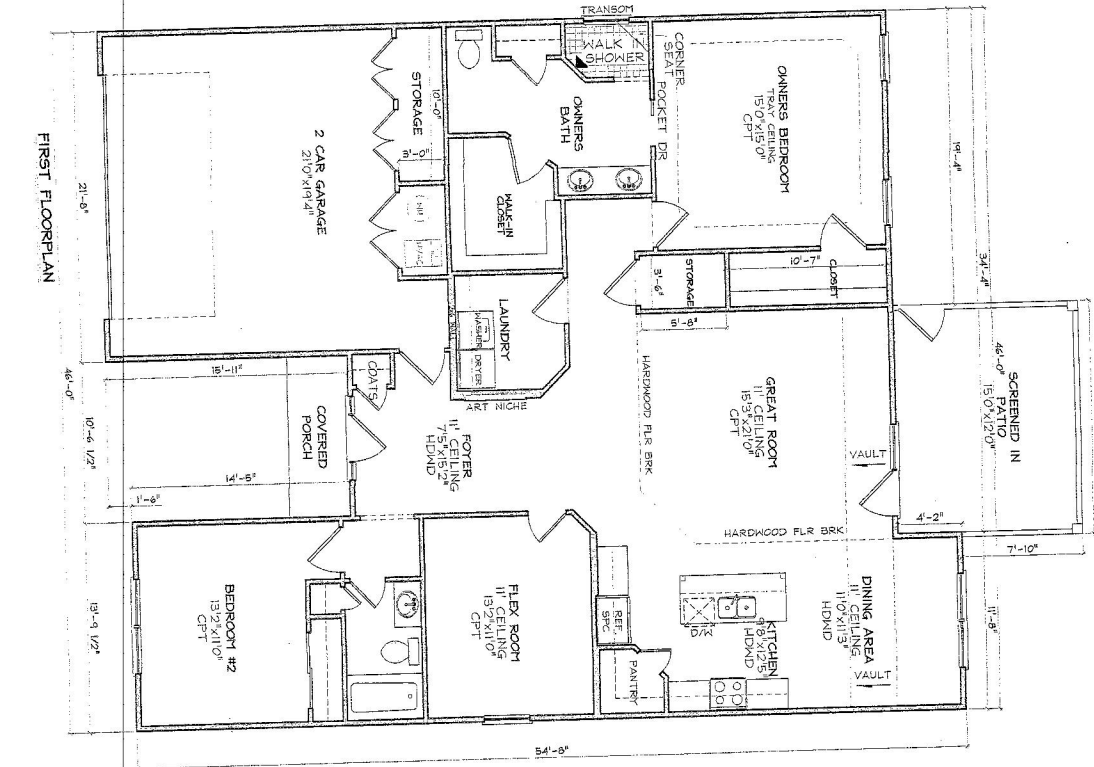 TRANSOM
WALK IN
SHOWER
CORNER
SEAT
POCKET DR
OWNERS BEDROOM
TRAY CEILING
15'0"x15'0"
CPT
OWNERS
BATH
STORAGE
10'-0"
3'-0"
2 CAR GARAGE
21'0"x19'4"
21'-8"
FIRST FLOORPLAN
WALK-IN
CLOSET
HVAC
19'-4"
34'-4"
CLOSET
10'-7"
STORAGE
3'-6"
5'-8"
LAUNDRY
WASHER
DRYER
ART NICHE
COATS
15'-11"
46'-0"
COVERED
PORCH
10'-6 1/2"
14'-5"
1'-6"
FOYER
11' CEILING
7'5"x15'2"
HDWD
HARDWOOD FLR BRK
GREAT ROOM
11' CEILING
15'3"x21'0"
CPT
VAULT
SCREENED IN
PATIO
15'0"x12'0"
46'-0"
4'-2"
7'-10"
HARDWOOD FLR BRK
DINING AREA
11' CEILING
11'0"x11'3"
HDWD
VAULT
11'-8"
KITCHEN
9'8"x12'5"
HDWD
D/W
REF.
SPC
PANTRY
FLEX ROOM
11' CEILING
13'2"x11'0"
CPT
BEDROOM #2
13'2"x11'0"
CPT
13'-9 1/2"
54'-8"